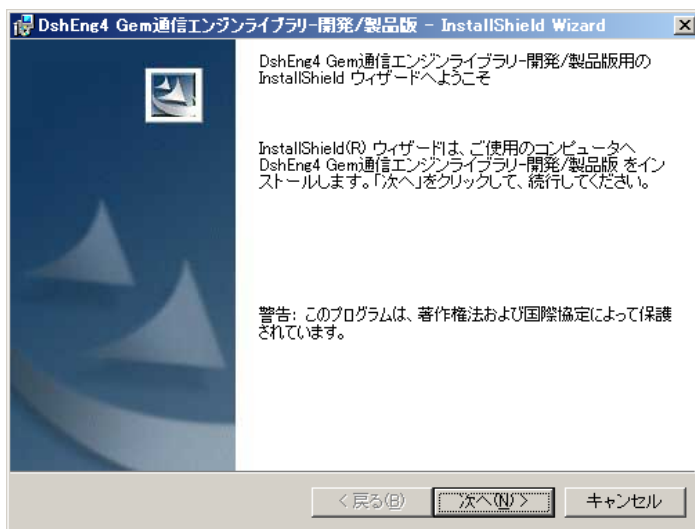 DshEng4 Gem通信エンジンライブラリ-開発/製品版 - InstallShield Wizard
DshEng4 Gem通信エンジンライブラリ-開発/製品版用の
InstallShield ウィザードへようこそ
InstallShield(R) ウィザードは、ご使用のコンピュータへ
DshEng4 Gem通信エンジンライブラリ-開発/製品版 をイン
ストールします。「次へ」をクリックして、続行してください。
警告: このプログラムは、著作権法および国際協定によって保護
されています。
< 戻る(B)
次へ(N) >
キャンセル